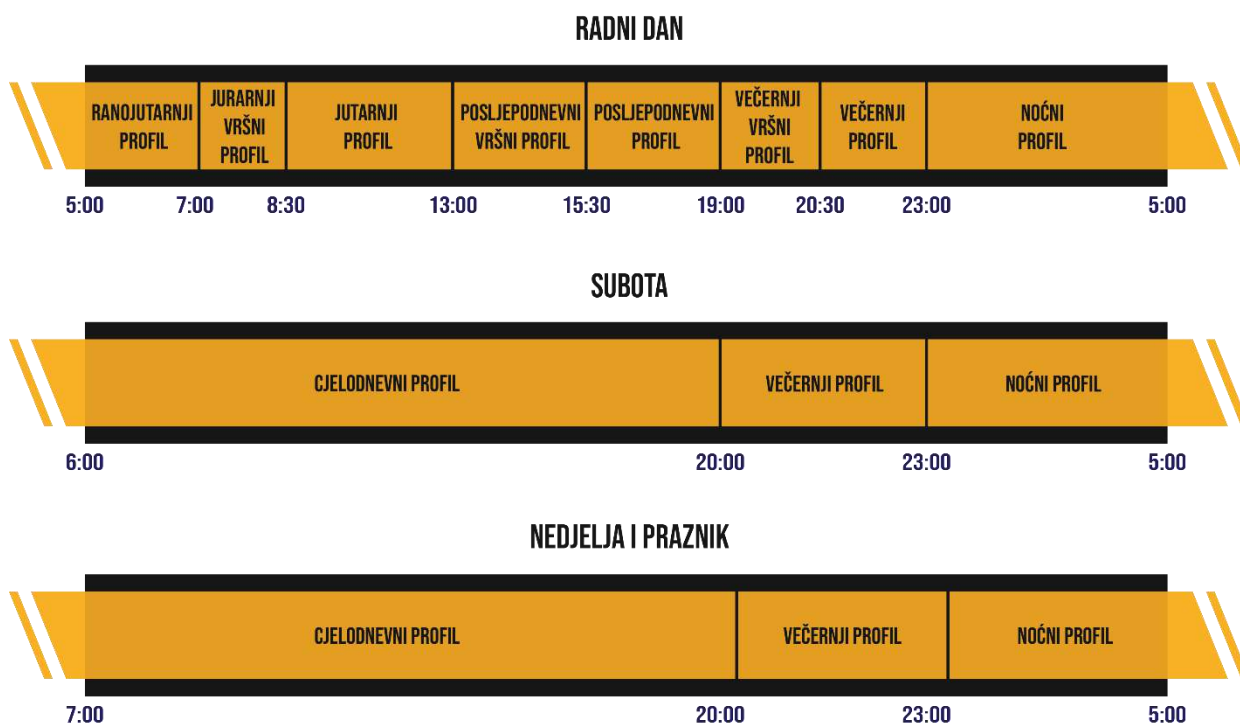 RADNI DAN
RANOJUTARNJI
PROFIL
JURARNJI
VRŠNI
PROFIL
JUTARNJI
PROFIL
POSLJEPODNEVNI
VRŠNI PROFIL
POSLJEPODNEVNI
PROFIL
VEČERNJI
VRŠNI
PROFIL
VEČERNJI
PROFIL
NOĆNI
PROFIL
5:00 7:00 8:30 13:00 15:30 19:00 20:30 23:00 5:00
SUBOTA
CJELODNEVNI PROFIL VEČERNJI PROFIL NOĆNI PROFIL
6:00 20:00 23:00 5:00
NEDJELJA I PRAZNIK
CJELODNEVNI PROFIL VEČERNJI PROFIL NOĆNI PROFIL
7:00 20:00 23:00 5:00